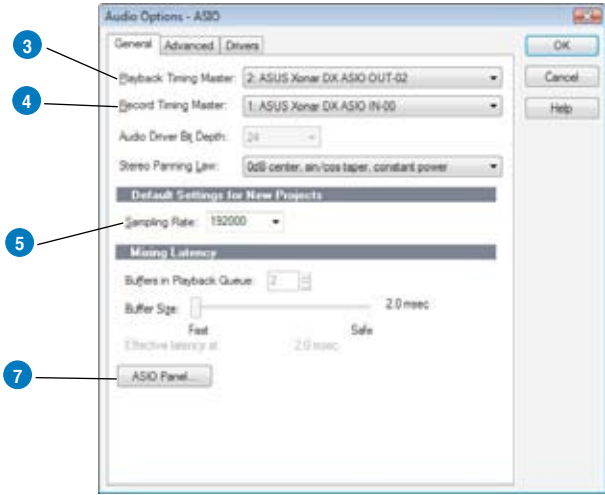 Audio Options - ASIO
General Advanced Drivers
OK
3
Playback Timing Master: 2: ASUS Xonar DX ASIO OUT-02
Cancel
4
Record Timing Master: 1: ASUS Xonar DX ASIO IN-00
Help
Audio Driver Bit Depth: 24
Stereo Panning Law: 0dB center, sin/cos taper, constant power
Default Settings for New Projects
5
Sampling Rate: 192000
Mixing Latency
Buffers in Playback Queue: 2
Buffer Size: 2.0 msec
Fast Safe
Effective latency at 2.0 msec
7
ASIO Panel...